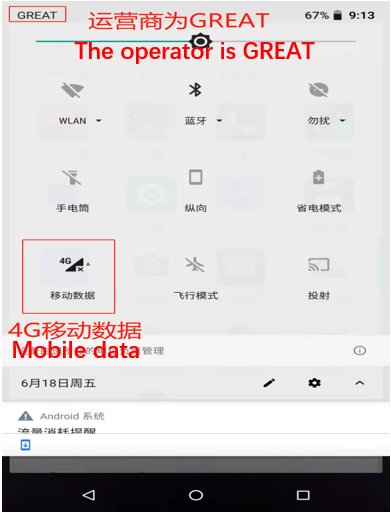 GREAT
运营商为GREAT
67%
9:13
The operator is GREAT
WLAN
蓝牙
勿扰
手电筒
纵向
省电模式
4G
移动数据
飞行模式
投射
4G移动数据
Mobile data
管理
6月18日周五
Android 系统
流量消耗提醒